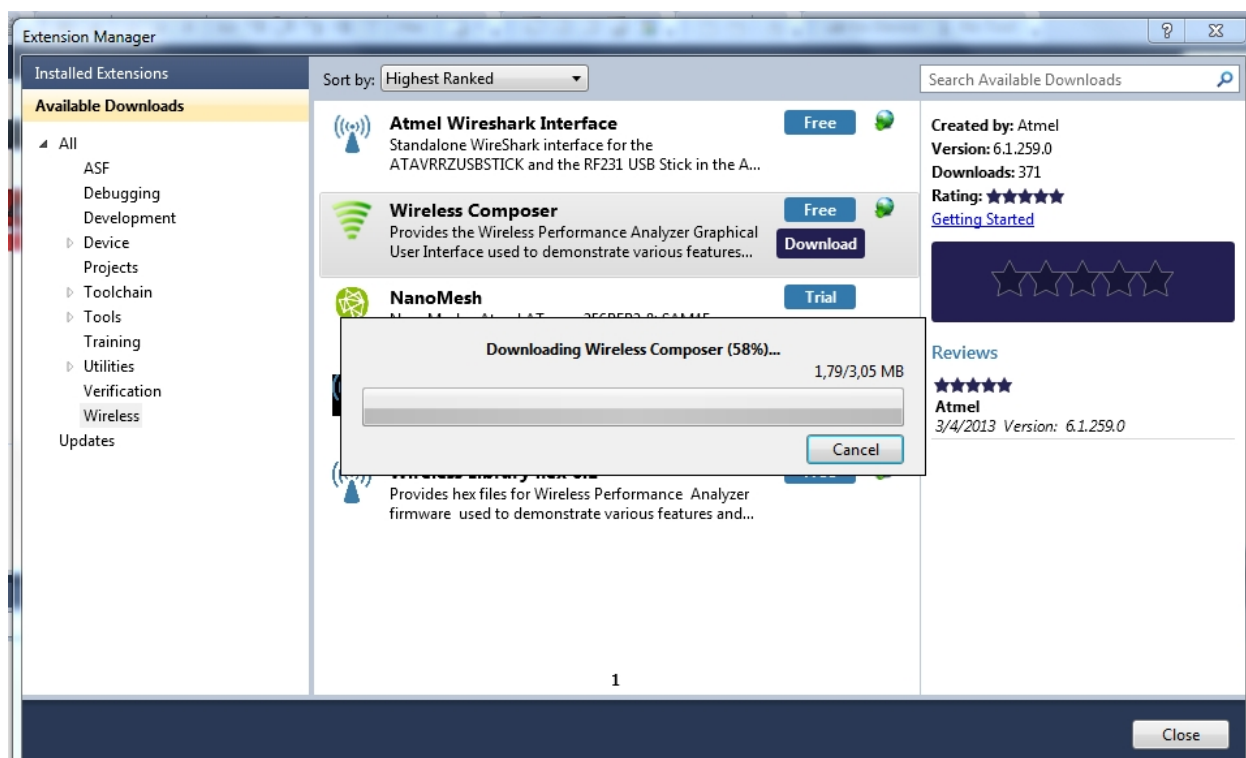 Extension Manager
Installed Extensions
Available Downloads
All
ASF
Debugging
Development
Device
Projects
Toolchain
Tools
Training
Utilities
Verification
Wireless
Updates
Sort by: Highest Ranked
Atmel Wireshark Interface
Free
Standalone WireShark interface for the
ATAVRRZUSBSTICK and the RF231 USB Stick in the A...
Wireless Composer
Free
Provides the Wireless Performance Analyzer Graphical
User Interface used to demonstrate various features...
Download
NanoMesh
Trial
Downloading Wireless Composer (58%)...
1,79/3,05 MB
Cancel
Provides hex files for Wireless Performance Analyzer
firmware used to demonstrate various features and...
1
Search Available Downloads
Created by: Atmel
Version: 6.1.259.0
Downloads: 371
Rating:
Getting Started
Reviews
Atmel
3/4/2013 Version: 6.1.259.0
Close